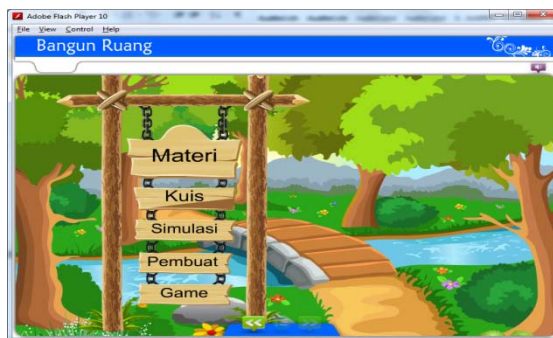 Adobe Flash Player 10
File View Control Help
Bangun Ruang
Materi
Kuis
Simulasi
Pembuat
Game